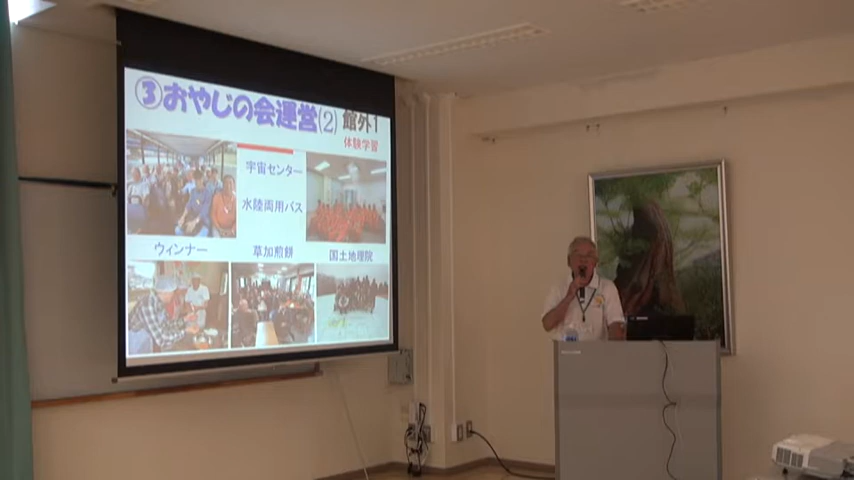 ③おやじの会運営(2) 館外1
体験学習
宇宙センター
水陸両用バス
ウィンナー 草加煎餅 国土地理院